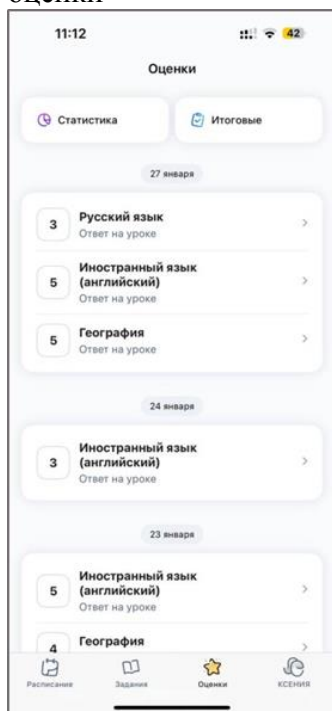 оценки
11:12
42
Оценки
Статистика
Итоговые
27 января
3
Русский язык
Ответ на уроке
5
Иностранный язык
(английский)
Ответ на уроке
5
География
Ответ на уроке
24 января
3
Иностранный язык
(английский)
Ответ на уроке
23 января
5
Иностранный язык
(английский)
Ответ на уроке
4
География
Расписание
Задания
Оценки
КСЕНИЯ